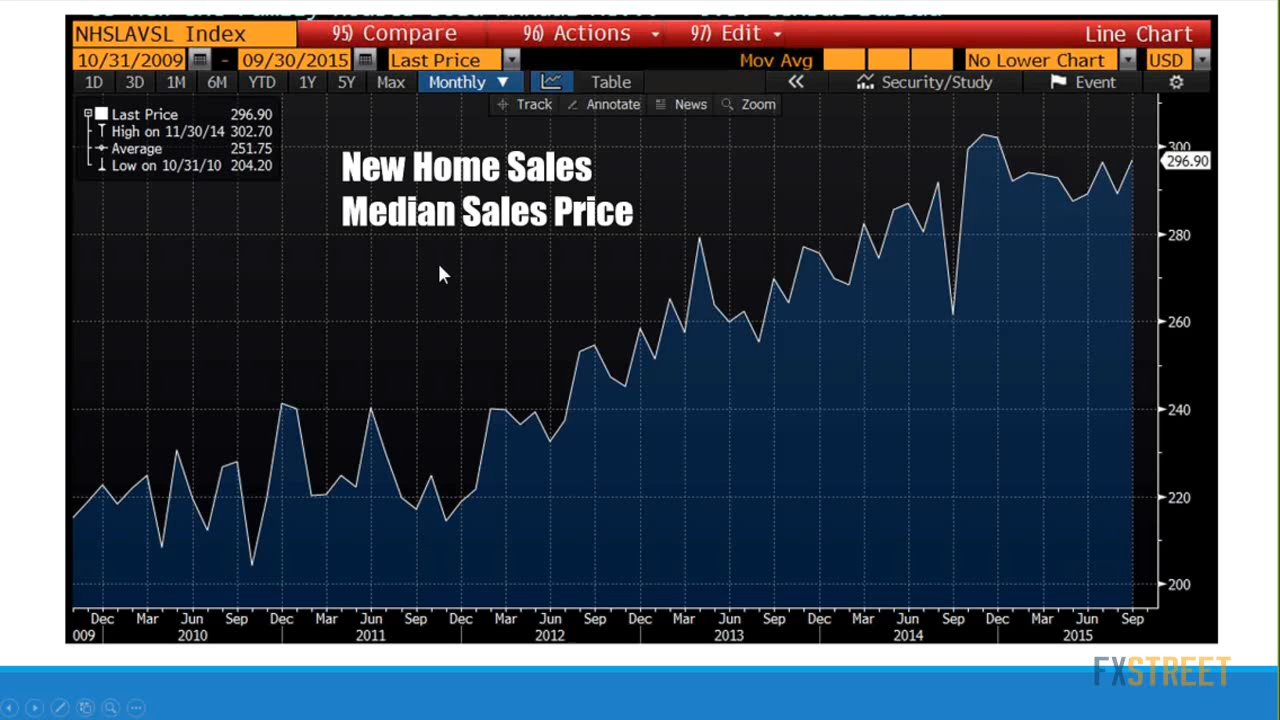 NHSLAVSL Index 95) Compare 96) Actions 97) Edit Line Chart
10/31/2009 - 09/30/2015 Last Price Mov Avg No Lower Chart USD
1D 3D 1M 6M YTD 1Y 5Y Max Monthly ▼ Table « Security/Study Event
Track Annotate News Zoom
Last Price 296.90
High on 11/30/14 302.70
Average 251.75
Low on 10/31/10 204.20
New Home Sales
Median Sales Price
300
296.90
280
260
240
220
200
Dec Mar Jun Sep Dec Mar Jun Sep Dec Mar Jun Sep Dec Mar Jun Sep Dec Mar Jun Sep Dec Mar Jun Sep
009 2010 2011 2012 2013 2014 2015
FXSTREET